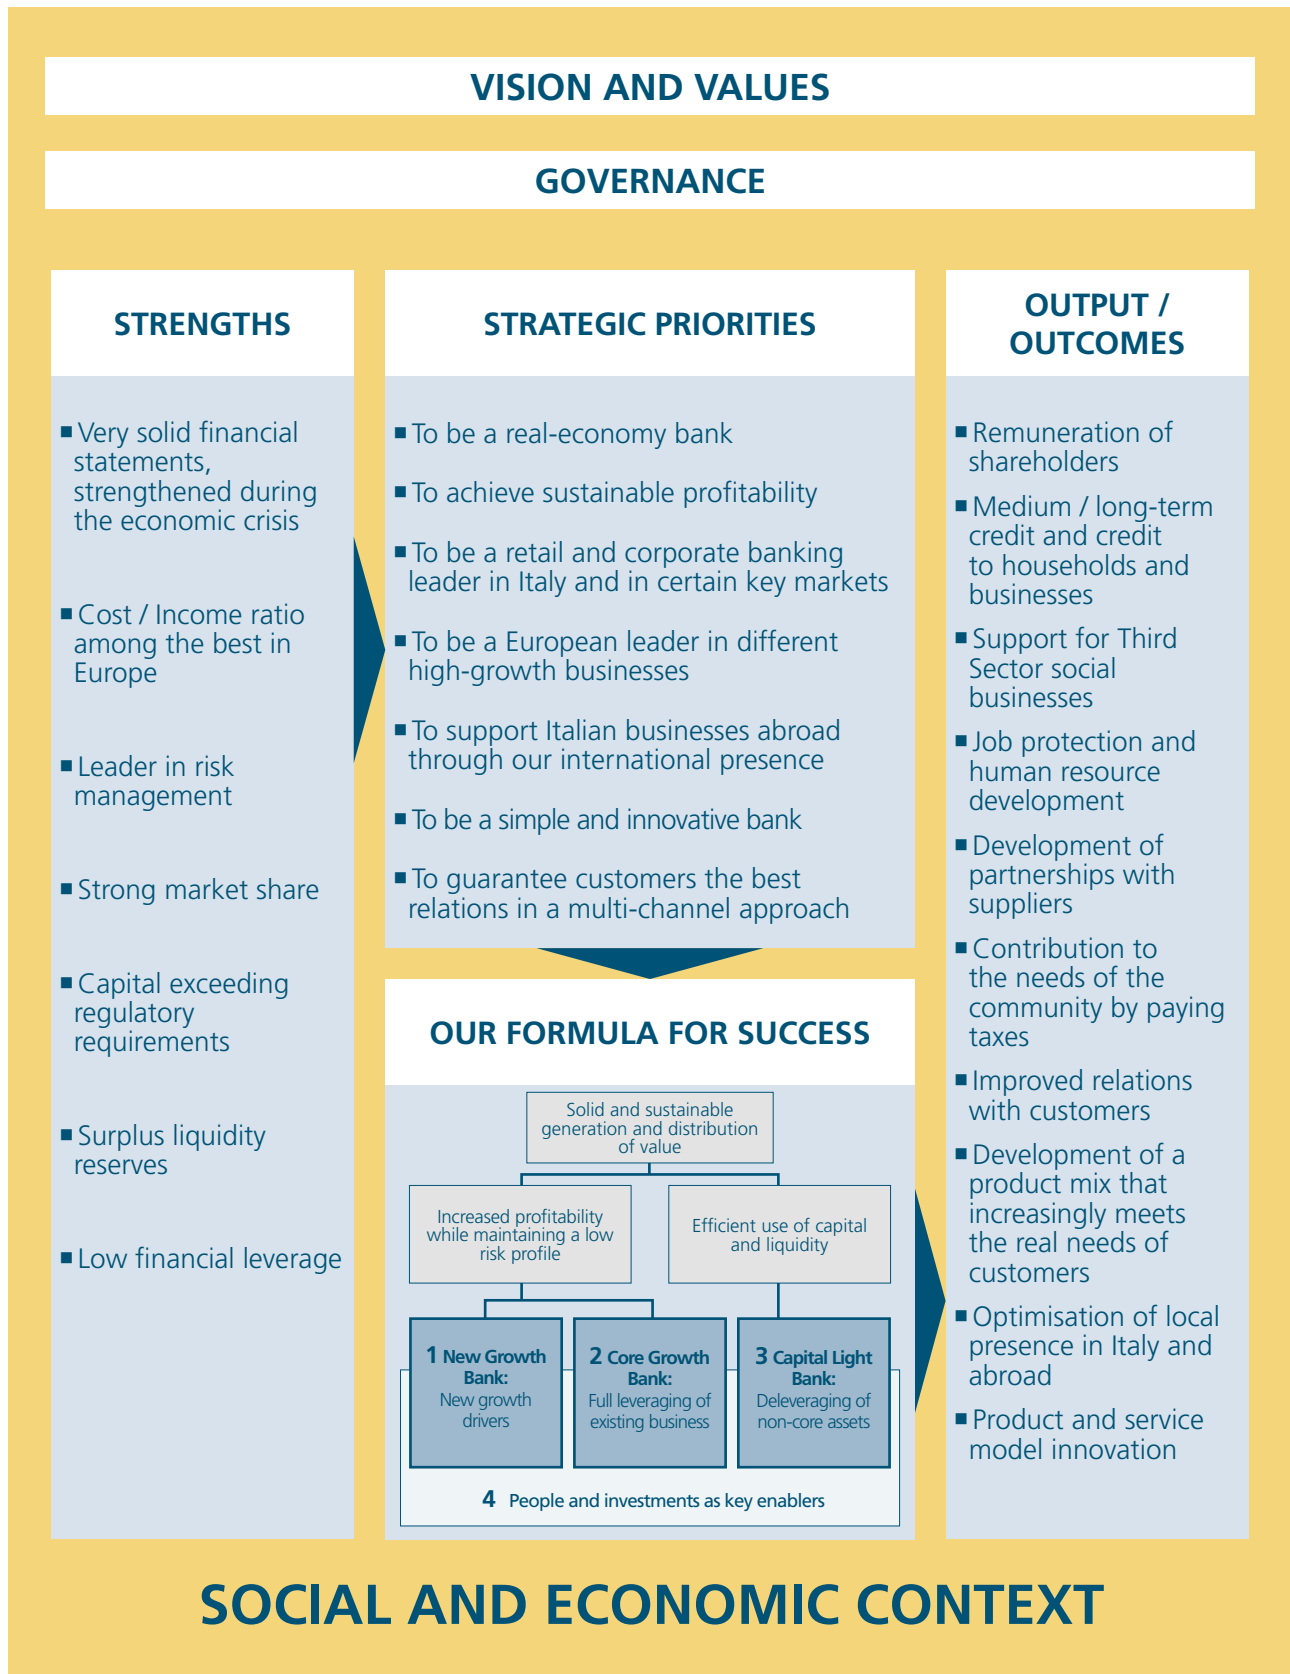 VISION AND VALUES
GOVERNANCE
STRENGTHS
▪ Very solid financial
statements,
strengthened during
the economic crisis
▪ Cost / Income ratio
among the best in
Europe
▪ Leader in risk
management
▪ Strong market share
▪ Capital exceeding
regulatory
requirements
▪ Surplus liquidity
reserves
▪ Low financial leverage
STRATEGIC PRIORITIES
▪ To be a real-economy bank
▪ To achieve sustainable profitability
▪ To be a retail and corporate banking
leader in Italy and in certain key markets
▪ To be a European leader in different
high-growth businesses
▪ To support Italian businesses abroad
through our international presence
▪ To be a simple and innovative bank
▪ To guarantee customers the best
relations in a multi-channel approach
OUR FORMULA FOR SUCCESS
Solid and sustainable
generation and distribution
of value
Increased profitability
while maintaining a low
risk profile
Efficient use of capital
and liquidity
1 New Growth
Bank:
New growth
drivers
2 Core Growth
Bank:
Full leveraging of
existing business
3 Capital Light
Bank:
Deleveraging of
non-core assets
4 People and investments as key enablers
OUTPUT /
OUTCOMES
▪ Remuneration of
shareholders
▪ Medium / long-term
credit and credit
to households and
businesses
▪ Support for Third
Sector social
businesses
▪ Job protection and
human resource
development
▪ Development of
partnerships with
suppliers
▪ Contribution to
the needs of the
community by paying
taxes
▪ Improved relations
with customers
▪ Development of a
product mix that
increasingly meets
the real needs of
customers
▪ Optimisation of local
presence in Italy and
abroad
▪ Product and service
model innovation
SOCIAL AND ECONOMIC CONTEXT